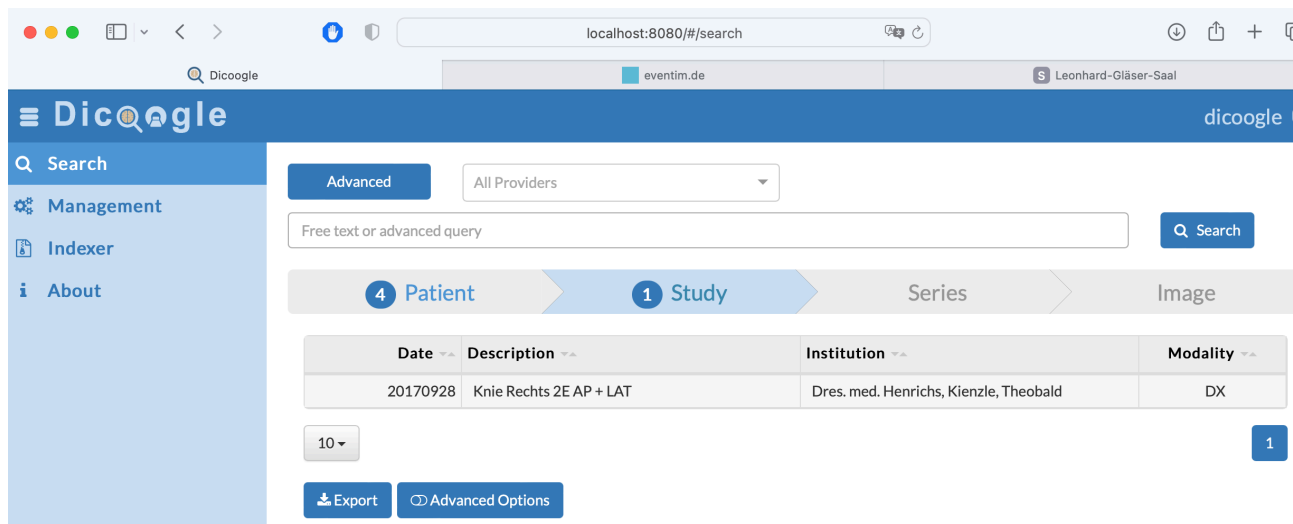 localhost:8080/#/search
Dicoogle
eventim.de
S Leonhard-Gläser-Saal
Dicoogle
dicoogle
Search
Management
Indexer
About
Advanced
All Providers
Free text or advanced query
Search
4 Patient
1 Study
Series
Image
Date Description Institution Modality
20170928 Knie Rechts 2E AP + LAT Dres. med. Henrichs, Kienzle, Theobald DX
10
1
Export
Advanced Options